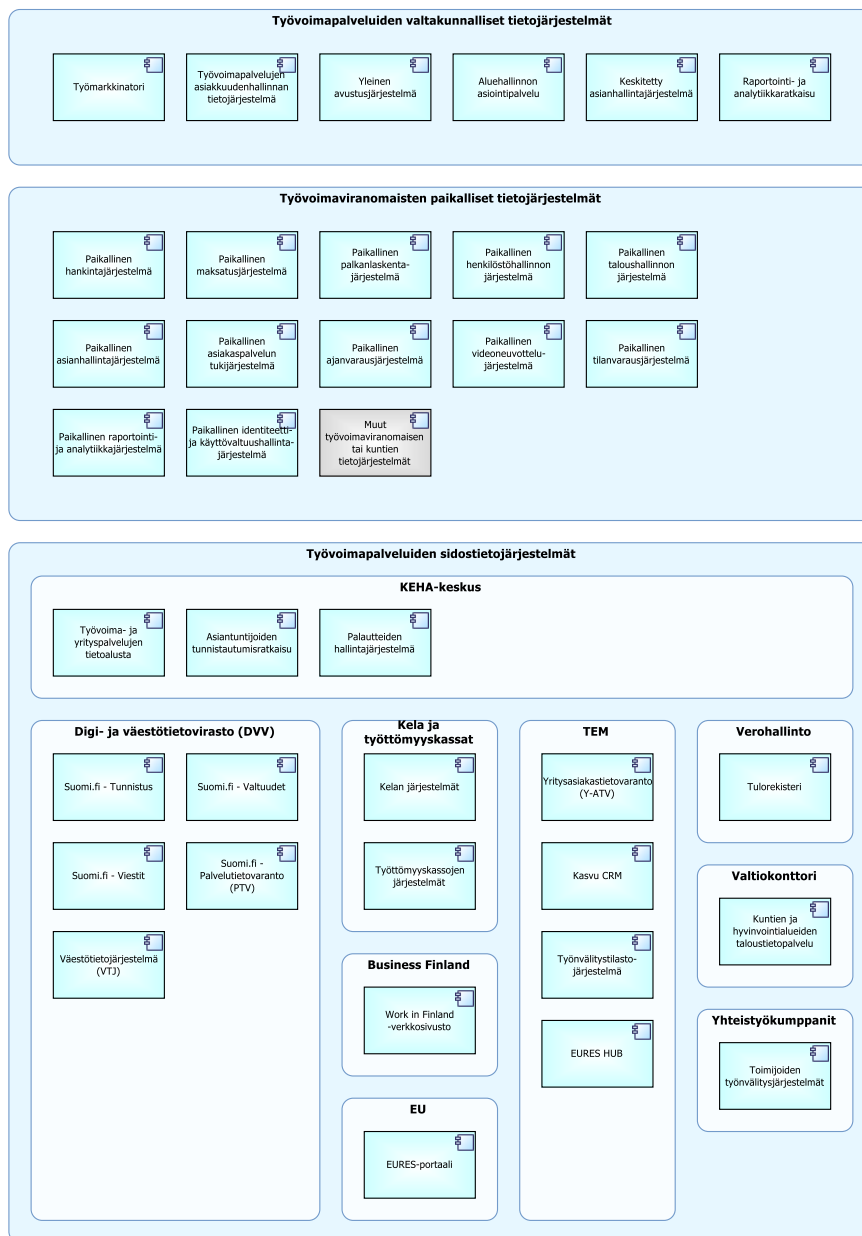 Työvoimapalveluiden valtakunnalliset tietojärjestelmät
Työmarkkinatori
Työvoimapalvelujen
asiakkuudenhallinnan
tietojärjestelmä
Yleinen
avustusjärjestelmä
Aluehallinnon
asiointipalvelu
Keskitetty
asianhallintajärjestelmä
Raportointi- ja
analytiikkaratkaisu
Työvoimaviranomaisten paikalliset tietojärjestelmät
Paikallinen
hankintajärjestelmä
Paikallinen
maksatusjärjestelmä
Paikallinen
palkanlaskenta-
järjestelmä
Paikallinen
henkilöstöhallinnon
järjestelmä
Paikallinen
taloushallinnon
järjestelmä
Paikallinen
asianhallintajärjestelmä
Paikallinen
asiakaspalvelun
tukijärjestelmä
Paikallinen
ajanvarausjärjestelmä
Paikallinen
videoneuvottelu-
järjestelmä
Paikallinen
tilanvarausjärjestelmä
Paikallinen raportointi-
ja analytiikkajärjestelmä
Paikallinen identiteetti-
ja käyttövaltuushallinta-
järjestelmä
Muut
työvoimaviranomaisen
tai kuntien
tietojärjestelmät
Työvoimapalveluiden sidostietojärjestelmät
KEHA-keskus
Työvoima- ja
yrityspalvelujen
tietoalusta
Asiantuntijoiden
tunnistautumisratkaisu
Palautteiden
hallintajärjestelmä
Digi- ja väestötietovirasto (DVV)
Suomi.fi - Tunnistus
Suomi.fi - Valtuudet
Suomi.fi - Viestit
Suomi.fi -
Palvelutietovaranto
(PTV)
Väestötietojärjestelmä
(VTJ)
Kela ja
työttömyyskassat
Kelan järjestelmät
Työttömyyskassojen
järjestelmät
Business Finland
Work in Finland
-verkkosivusto
EU
EURES-portaali
TEM
Yritysasiakastietovaranto
(Y-ATV)
Kasvu CRM
Työnvälitystilasto-
järjestelmä
EURES HUB
Verohallinto
Tulorekisteri
Valtiokonttori
Kuntien ja
hyvinvointialueiden
taloustietopalvelu
Yhteistyökumppanit
Toimijoiden
työnvälitysjärjestelmät